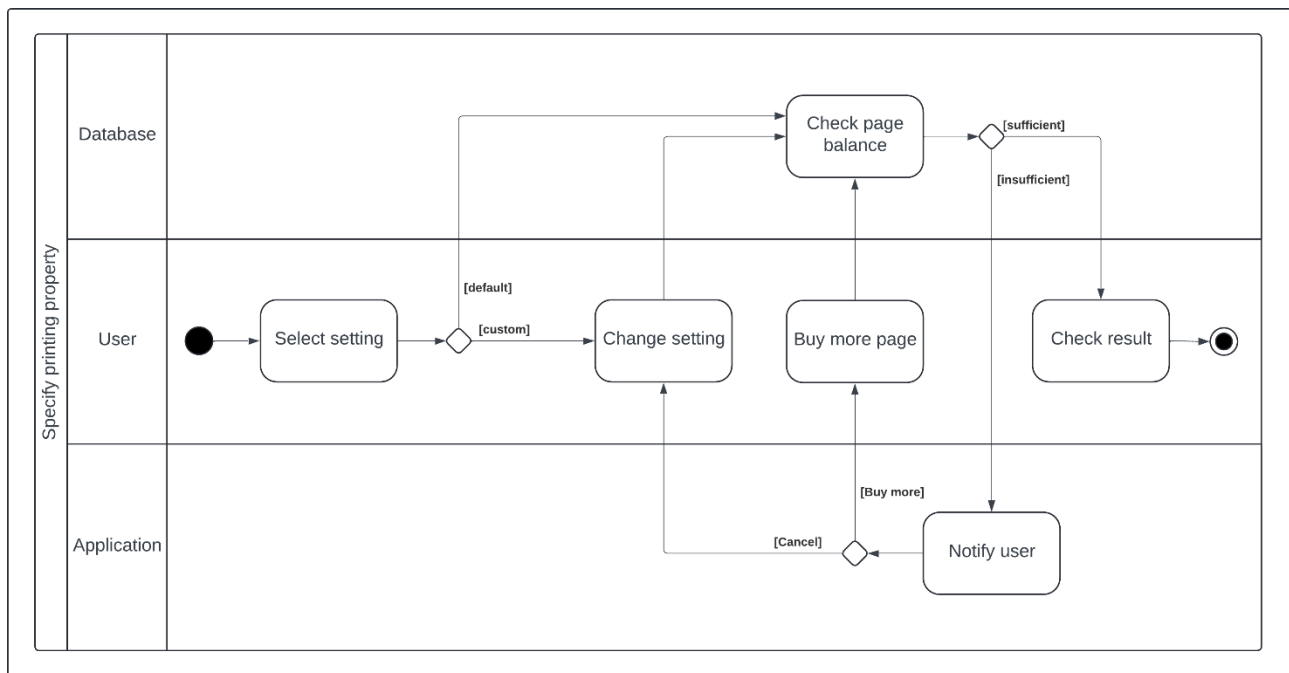 Specify printing property
Database
Check page
balance
[sufficient]
[insufficient]
User
Select setting
[default]
[custom]
Change setting
Buy more page
Check result
Application
[Cancel]
[Buy more]
Notify user